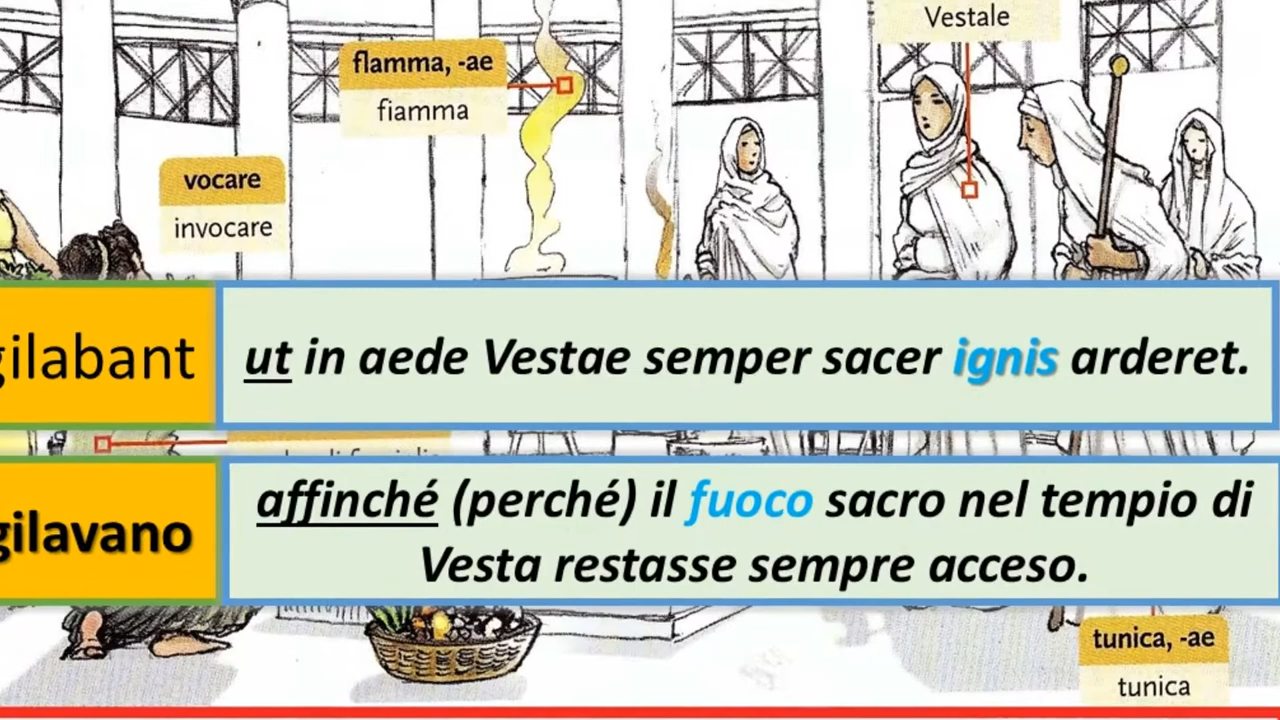 Vestale
flamma, -ae
fiamma
vocare
invocare
gilabant
ut in aede Vestae semper sacer ignis arderet.
gilavano
affinché (perché) il fuoco sacro nel tempio di
Vesta restasse sempre acceso.
tunica, -ae
tunica